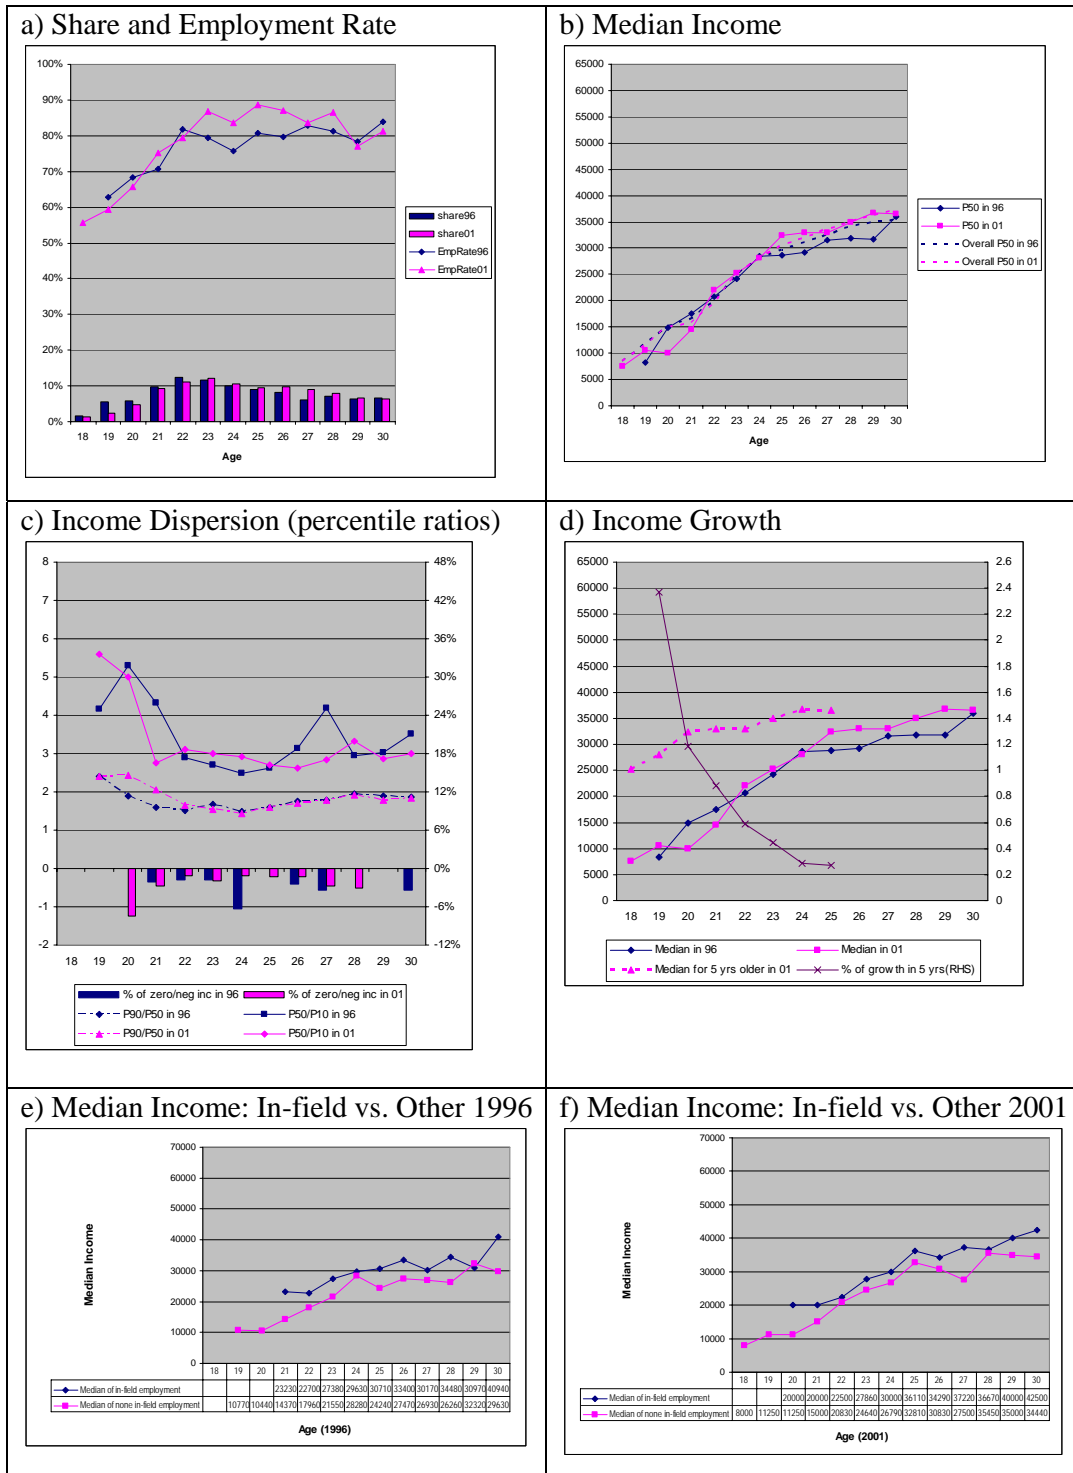 a) Share and Employment Rate
100%
90%
80%
70%
60%
50%
40%
30%
20%
10%
0%
18 19 20 21 22 23 24 25 26 27 28 29 30
Age
share96
share01
EmpRate96
EmpRate01
b) Median Income
65000
60000
55000
50000
45000
40000
35000
30000
25000
20000
15000
10000
5000
0
18 19 20 21 22 23 24 25 26 27 28 29 30
Age
P50 in 96
P50 in 01
Overall P50 in 96
Overall P50 in 01
c) Income Dispersion (percentile ratios)
8
7
6
5
4
3
2
1
0
-1
-2
48%
42%
36%
30%
24%
18%
12%
6%
0%
-6%
-12%
18 19 20 21 22 23 24 25 26 27 28 29 30
% of zero/neg inc in 96 % of zero/neg inc in 01
P90/P50 in 96 P50/P10 in 96
P90/P50 in 01 P50/P10 in 01
d) Income Growth
65000
60000
55000
50000
45000
40000
35000
30000
25000
20000
15000
10000
5000
0
2.6
2.4
2.2
2
1.8
1.6
1.4
1.2
1
0.8
0.6
0.4
0.2
0
18 19 20 21 22 23 24 25 26 27 28 29 30
Median in 96 Median in 01
Median for 5 yrs older in 01 % of growth in 5 yrs(RHS)
e) Median Income: In-field vs. Other 1996
Median Income
70000
60000
50000
40000
30000
20000
10000
0
18 19 20 21 22 23 24 25 26 27 28 29 30
Median of in-field employment 23230 22700 27380 29630 30710 33400 30170 34480 30970 40940
Median of none in-field employment 10770 10440 14370 17960 21550 28280 24240 27470 26930 26260 32320 29630
Age (1996)
f) Median Income: In-field vs. Other 2001
Median Income
70000
60000
50000
40000
30000
20000
10000
0
18 19 20 21 22 23 24 25 26 27 28 29 30
Median of in-field employment 20000 20000 22500 27860 30000 36110 34290 37220 36670 40000 42500
Median of none in-field employment 8000 11250 11250 15000 20830 24640 26790 32810 30830 27500 35450 35000 34440
Age (2001)